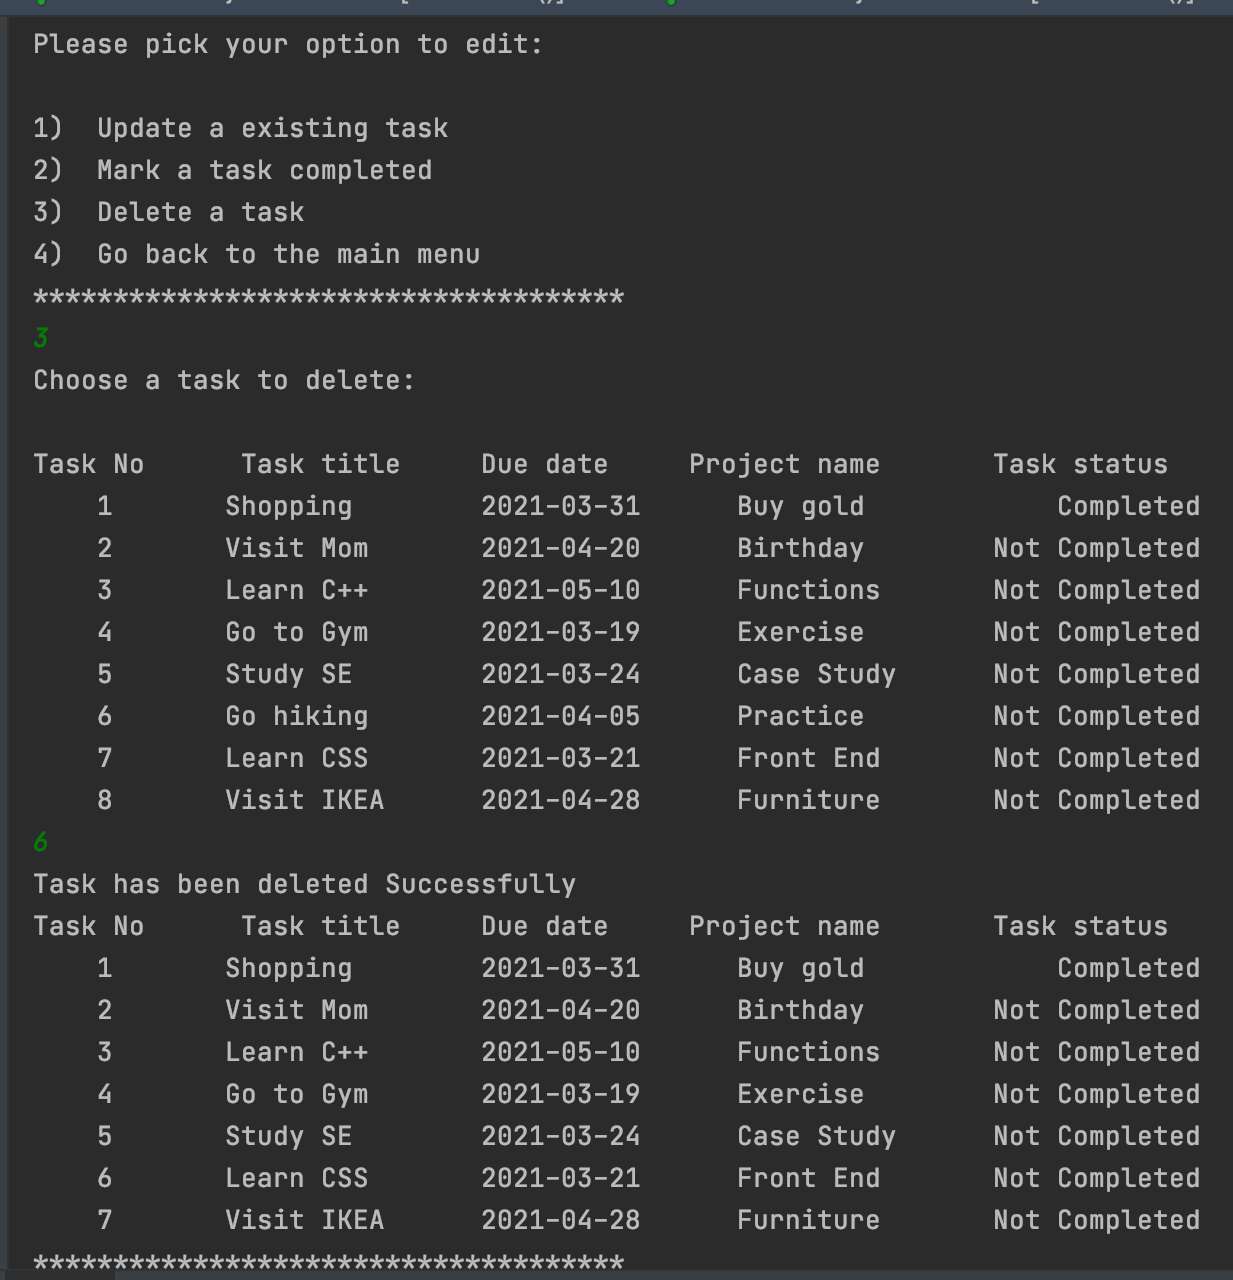 Please pick your option to edit:
1)  Update a existing task
2)  Mark a task completed
3)  Delete a task
4)  Go back to the main menu
*************************************
3
Choose a task to delete:
Task No      Task title     Due date     Project name       Task status
    1       Shopping        2021-03-31      Buy gold            Completed
    2       Visit Mom       2021-04-20      Birthday        Not Completed
    3       Learn C++       2021-05-10      Functions       Not Completed
    4       Go to Gym       2021-03-19      Exercise        Not Completed
    5       Study SE        2021-03-24      Case Study      Not Completed
    6       Go hiking       2021-04-05      Practice        Not Completed
    7       Learn CSS       2021-03-21      Front End       Not Completed
    8       Visit IKEA      2021-04-28      Furniture       Not Completed
6
Task has been deleted Successfully
Task No      Task title     Due date     Project name       Task status
    1       Shopping        2021-03-31      Buy gold            Completed
    2       Visit Mom       2021-04-20      Birthday        Not Completed
    3       Learn C++       2021-05-10      Functions       Not Completed
    4       Go to Gym       2021-03-19      Exercise        Not Completed
    5       Study SE        2021-03-24      Case Study      Not Completed
    6       Learn CSS       2021-03-21      Front End       Not Completed
    7       Visit IKEA      2021-04-28      Furniture       Not Completed
*************************************